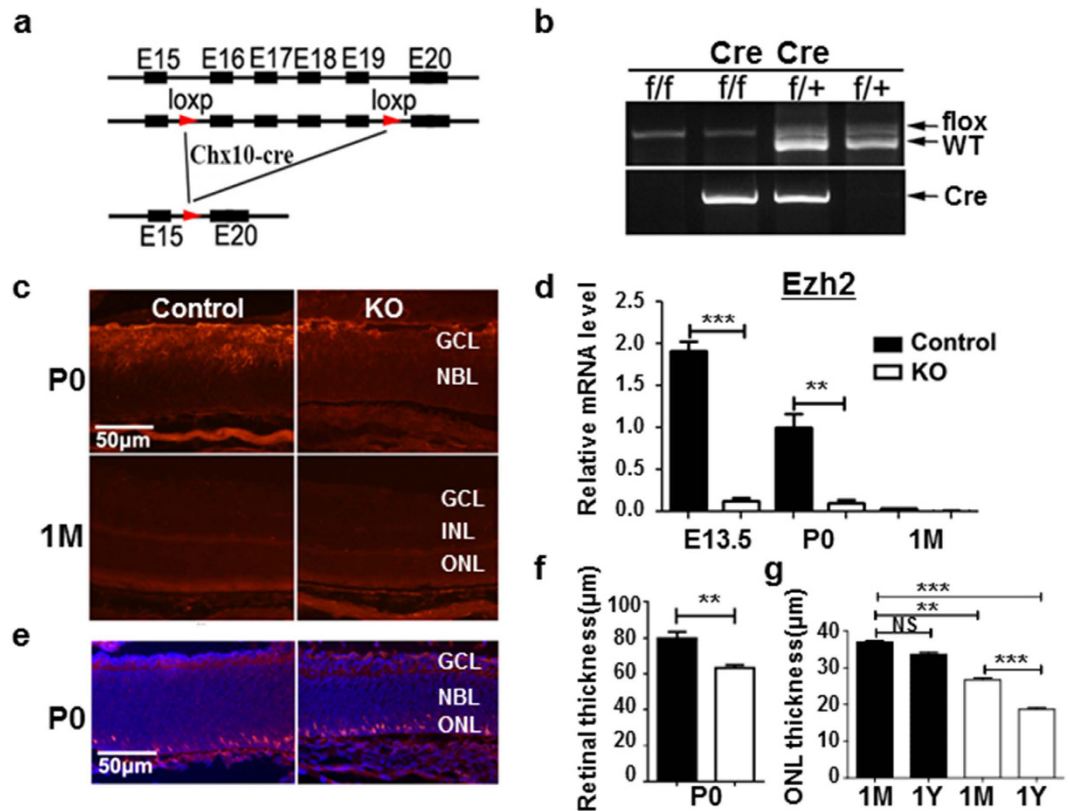 a
E15 E16 E17 E18 E19 E20
loxp loxp
Chx10-cre
E15 E20
b
Cre Cre
f/f f/f f/+ f/+
flox
WT
Cre
c
Control KO
P0
GCL
NBL
50µm
1M
GCL
INL
ONL
d
Ezh2
Relative mRNA level
2.5
2.0
1.5
1.0
0.5
0.0
***
**
Control
KO
E13.5 P0 1M
e
P0
GCL
NBL
ONL
50µm
f
Retinal thickness(µm)
100
80
60
40
20
0
**
P0
g
ONL thickness(µm)
40
30
20
10
0
***
**
NS
***
1M 1Y 1M 1Y